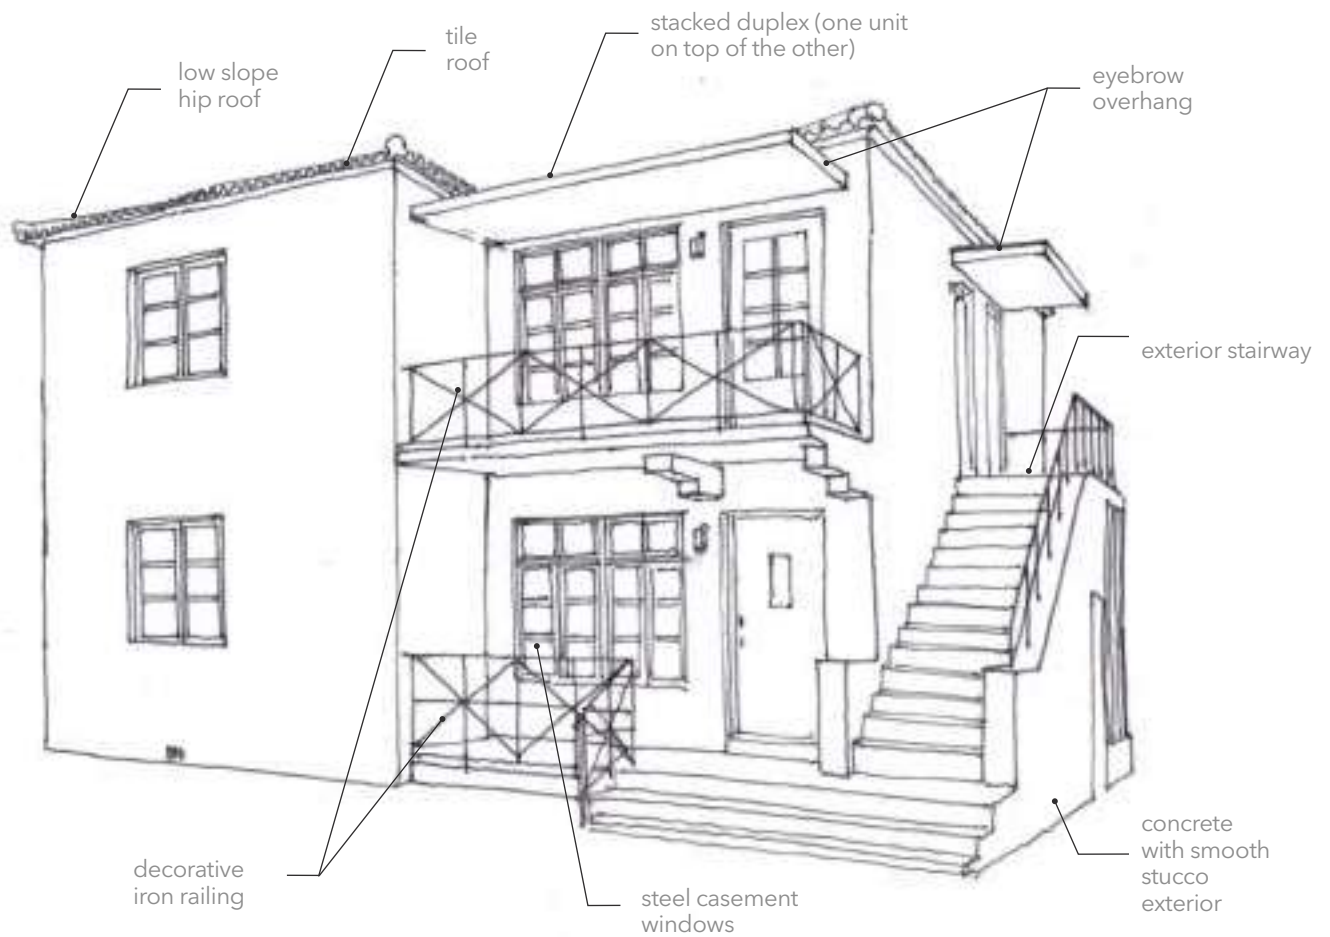 stacked duplex (one unit
on top of the other)
tile
roof
low slope
hip roof
eyebrow
overhang
exterior stairway
decorative
iron railing
steel casement
windows
concrete
with smooth
stucco
exterior